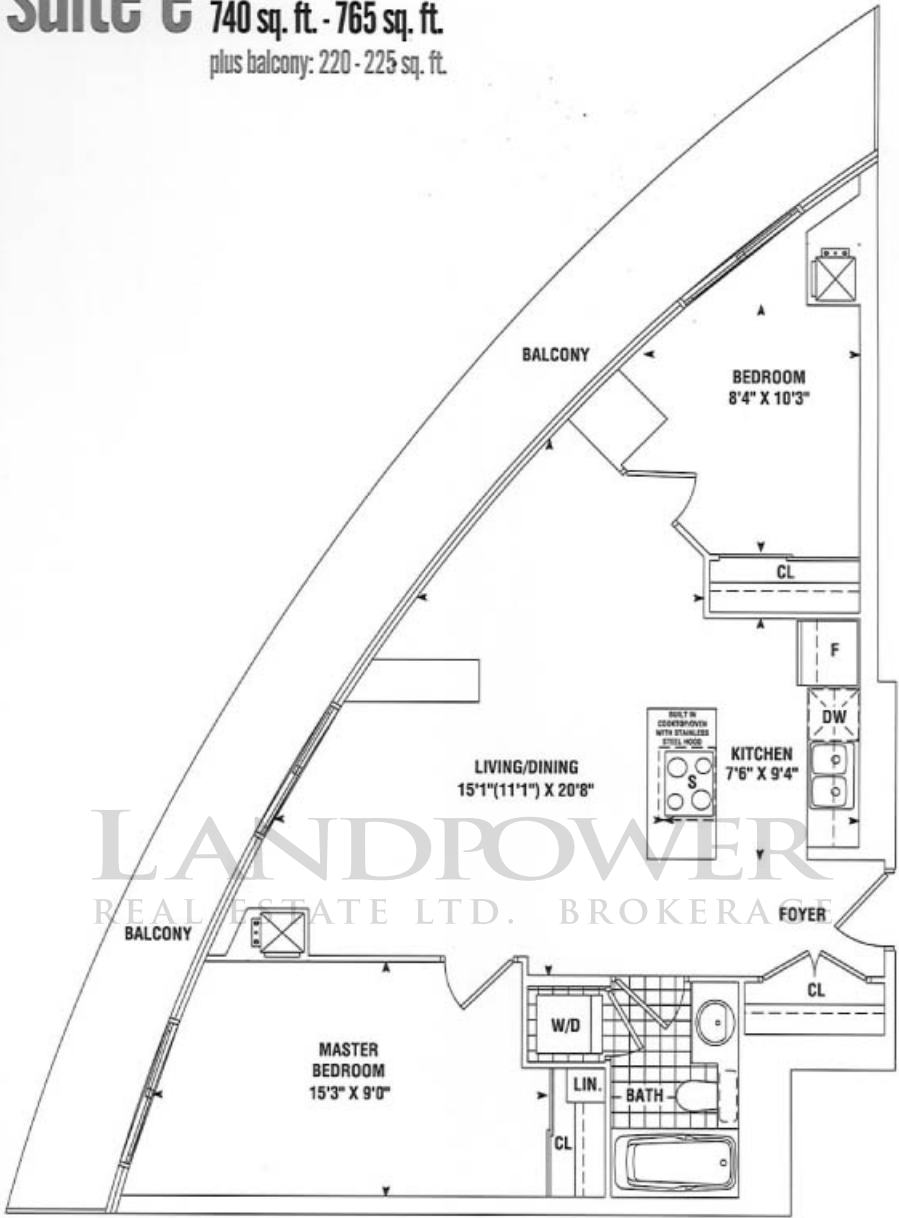 Suite e 740 sq. ft. - 765 sq. ft.
plus balcony: 220 - 225 sq. ft.
BALCONY
BEDROOM
8'4" X 10'3"
CL
F
DW
BUILT IN
COOKTOP/OVEN
WITH STAINLESS
STEEL HOOD
S
KITCHEN
7'6" X 9'4"
LIVING/DINING
15'1"(11'1") X 20'8"
LANDPOWER
REAL ESTATE LTD. BROKERAGE
FOYER
BALCONY
CL
W/D
MASTER
BEDROOM
15'3" X 9'0"
LIN.
BATH
CL